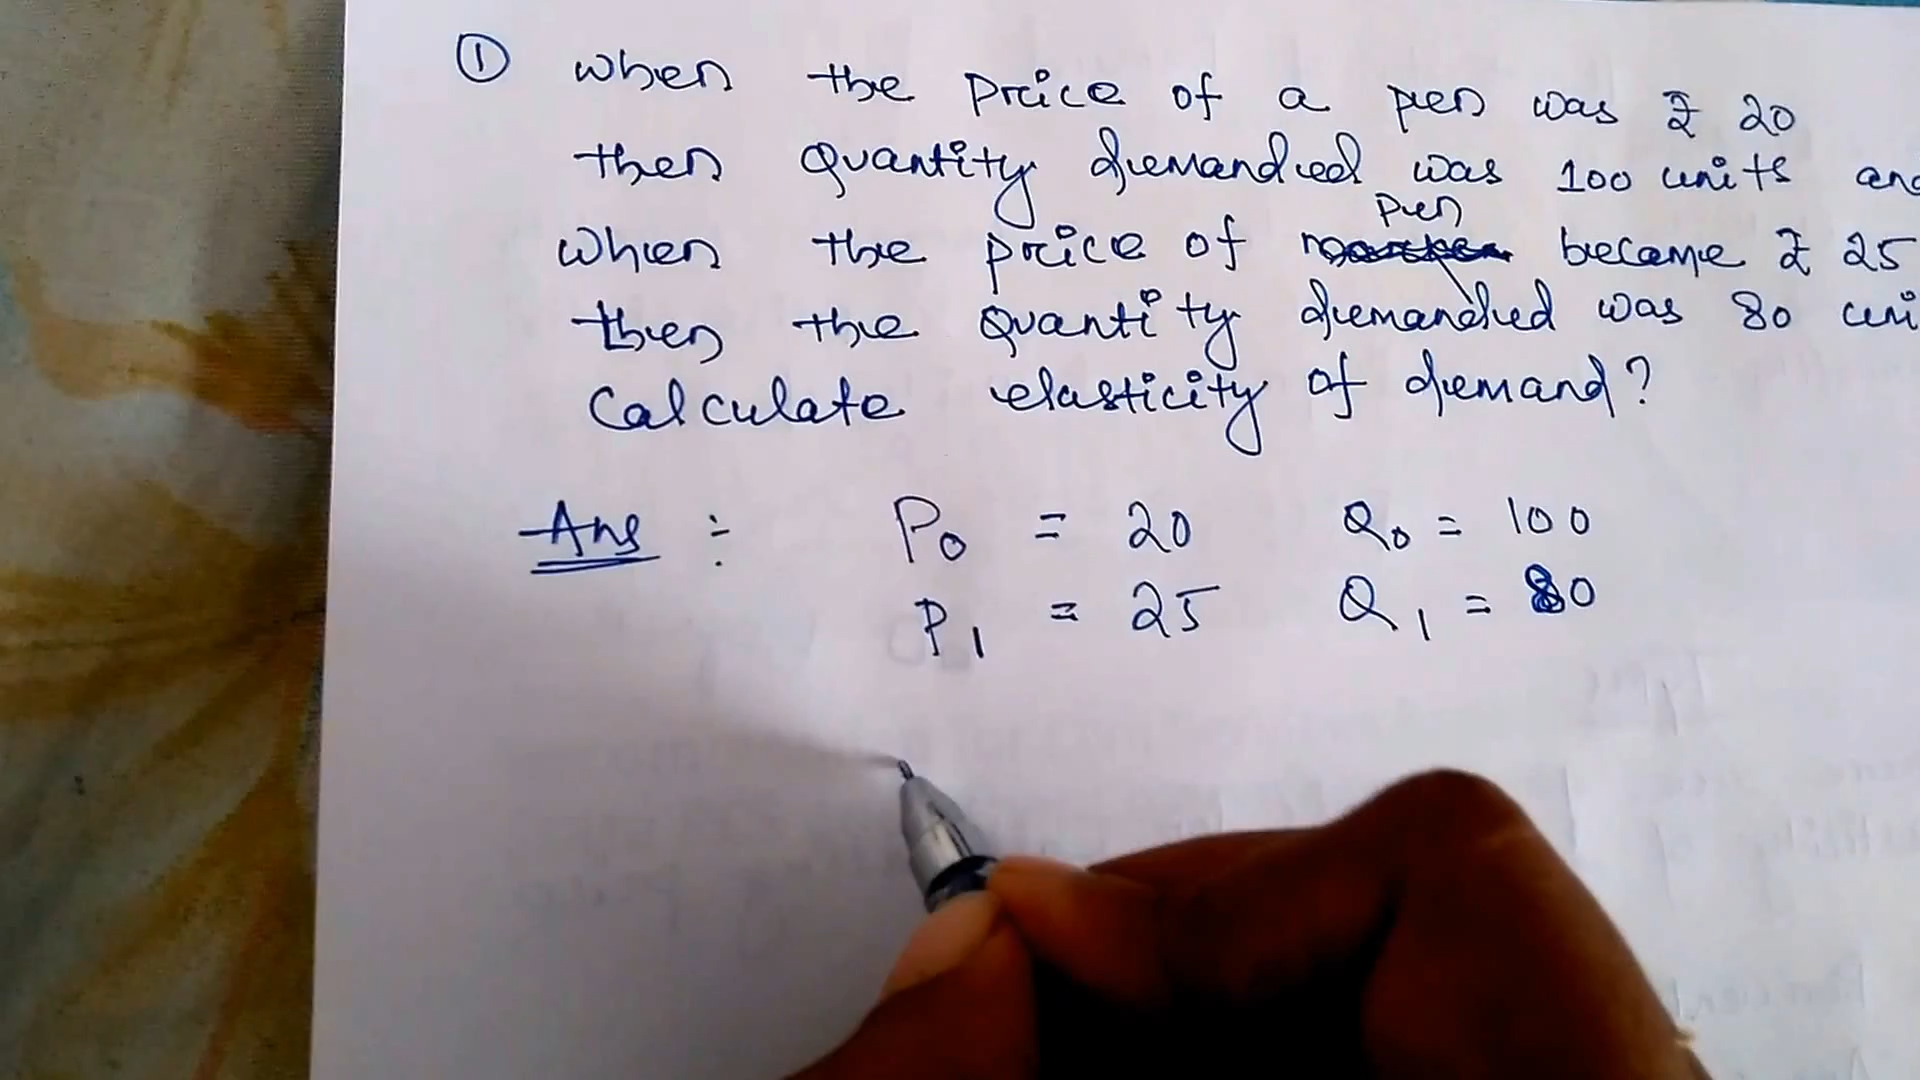 ① when the price of a pen was ₹ 20
then quantity demanded was 100 units
pen
when the price of became ₹ 25
then the quantity demanded was 80
Calculate elasticity of demand?
Ans :- P0 = 20 Q0 = 100
P1 = 25 Q1 = 80